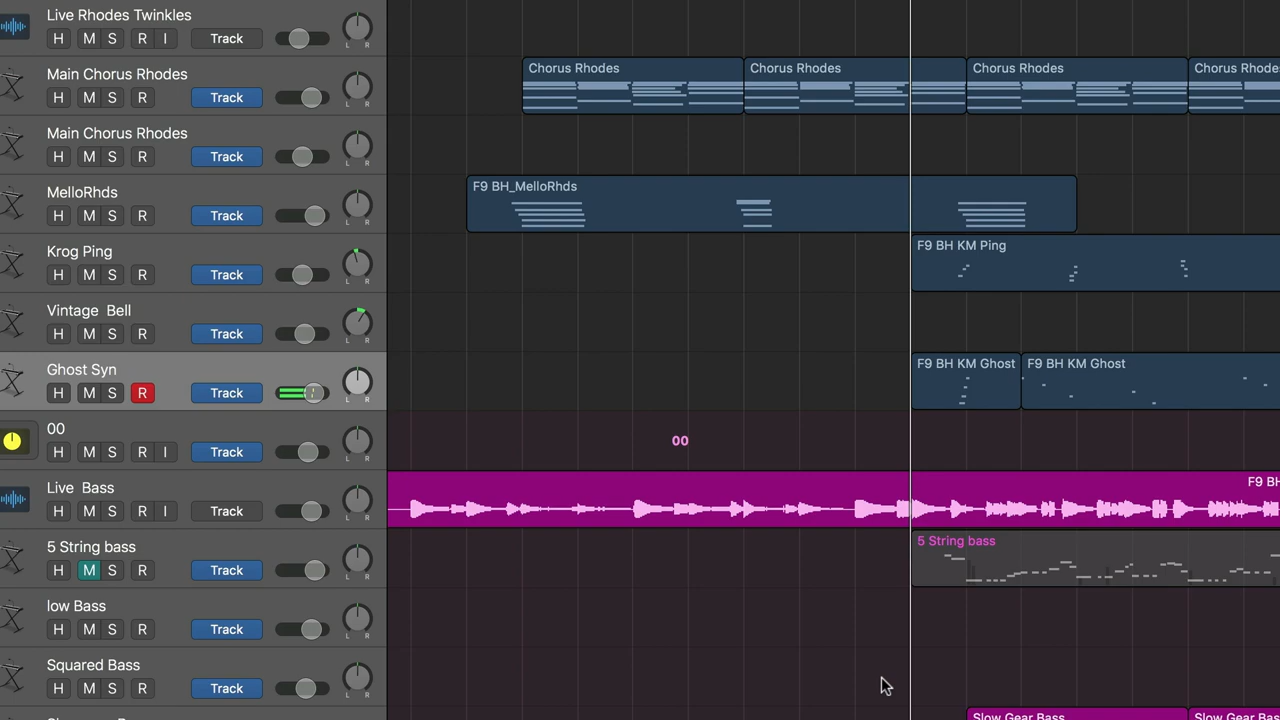 Live Rhodes Twinkles
H M S R I Track
L R
Main Chorus Rhodes
H M S R Track
L R
Chorus Rhodes Chorus Rhodes Chorus Rhodes Chorus Rhode
Main Chorus Rhodes
H M S R Track
L R
MelloRhds
H M S R Track
L R
F9 BH_MelloRhds
Krog Ping
H M S R Track
L R
F9 BH KM Ping
Vintage Bell
H M S R Track
L R
Ghost Syn
H M S R Track
L R
F9 BH KM Ghost F9 BH KM Ghost
00
H M S R I Track
L R
00
Live Bass
H M S R I Track
L R
F9 BH
5 String bass
H M S R Track
L R
5 String bass
low Bass
H M S R Track
L R
Squared Bass
H M S R Track
L R
Slow Gear Bass Slow Gear Bass